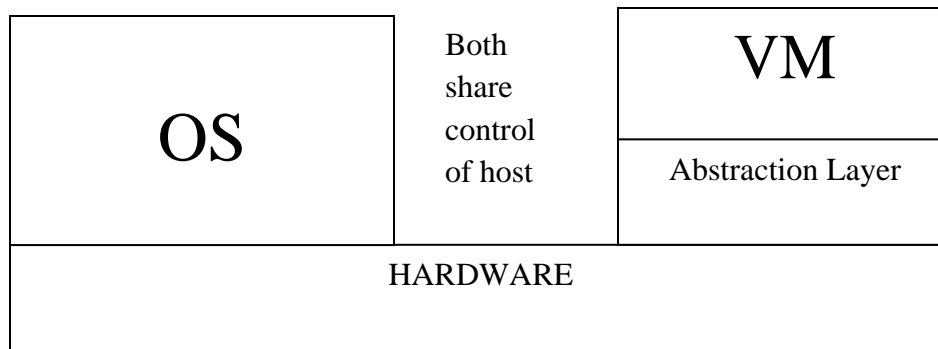 OS
Both
share
control
of host
VM
Abstraction Layer
HARDWARE